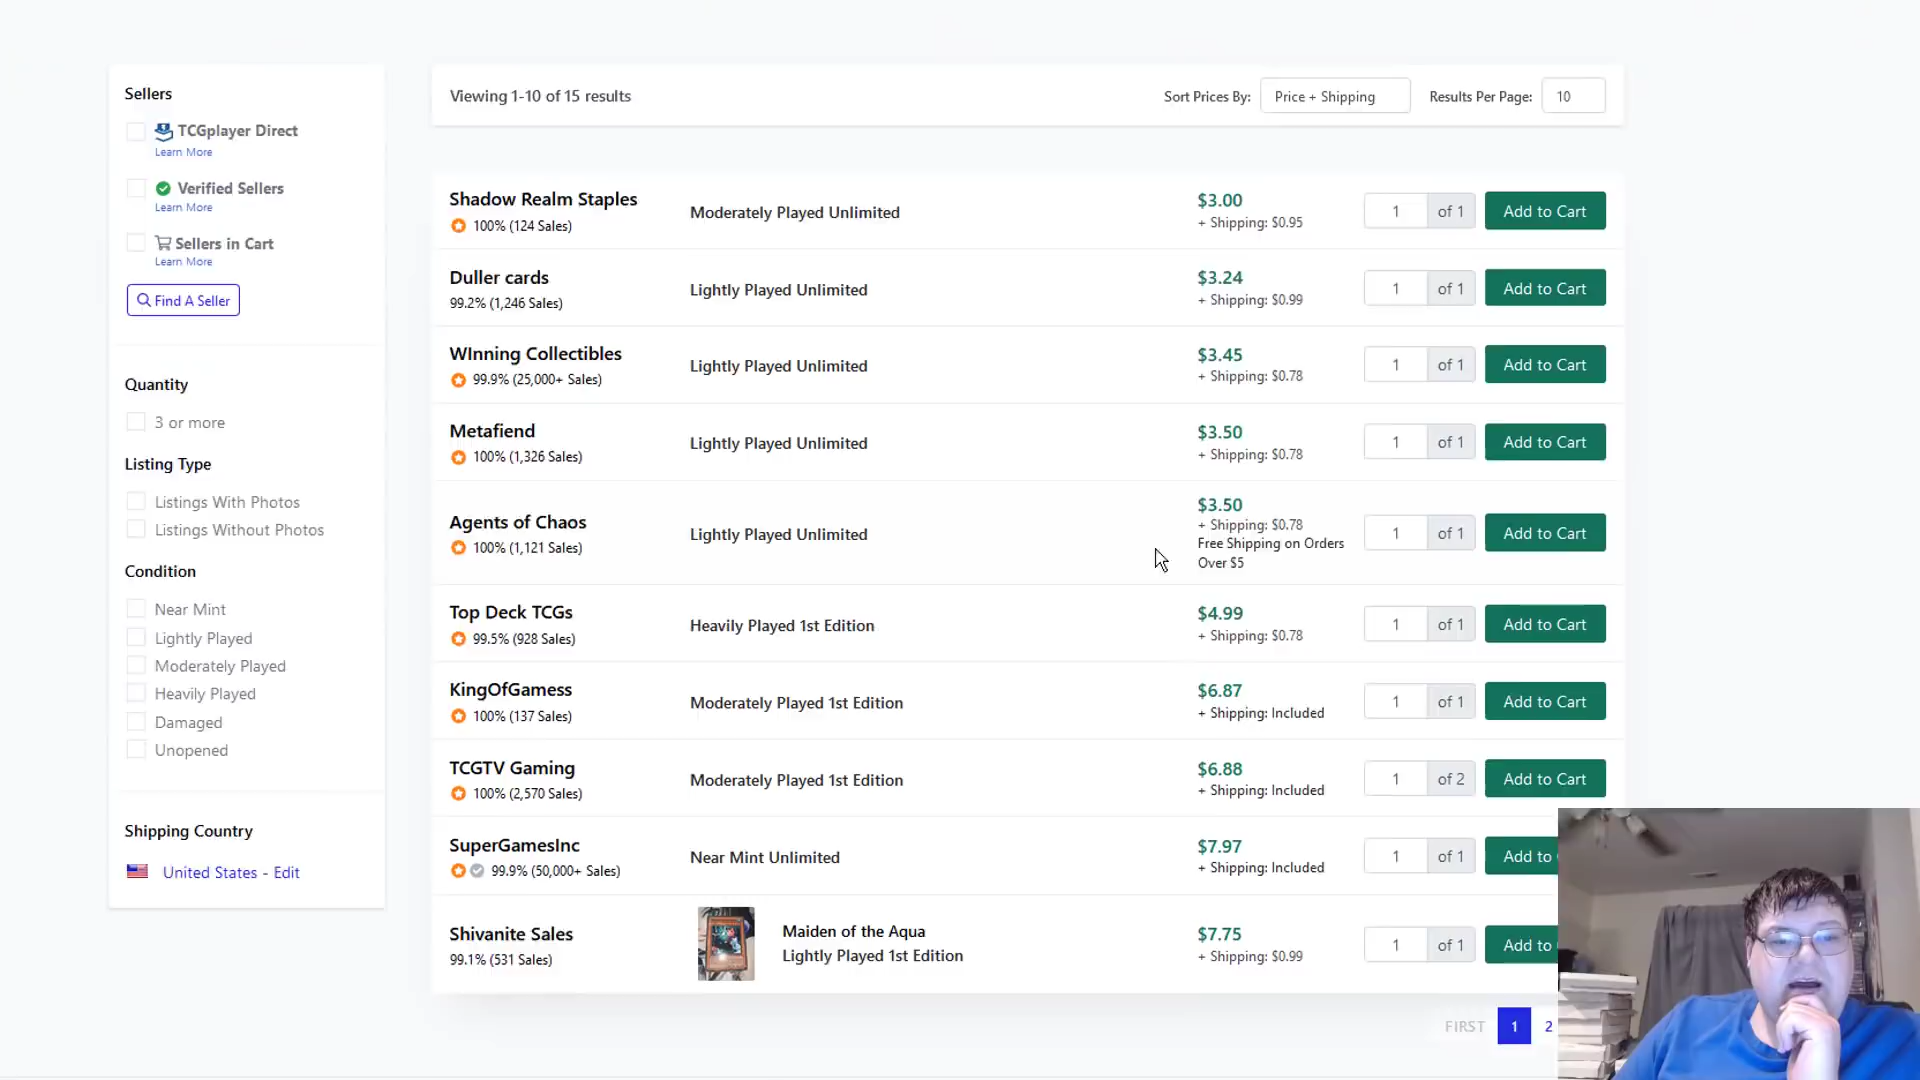 Sellers
TCGplayer Direct
Learn More
Verified Sellers
Learn More
Sellers in Cart
Learn More
Find A Seller
Quantity
3 or more
Listing Type
Listings With Photos
Listings Without Photos
Condition
Near Mint
Lightly Played
Moderately Played
Heavily Played
Damaged
Unopened
Shipping Country
United States - Edit
Viewing 1-10 of 15 results
Sort Prices By: Price + Shipping
Results Per Page: 10
Shadow Realm Staples
100% (124 Sales)
Moderately Played Unlimited
$3.00
+ Shipping: $0.95
1 of 1 Add to Cart
Duller cards
99.2% (1,246 Sales)
Lightly Played Unlimited
$3.24
+ Shipping: $0.99
1 of 1 Add to Cart
WInning Collectibles
99.9% (25,000+ Sales)
Lightly Played Unlimited
$3.45
+ Shipping: $0.78
1 of 1 Add to Cart
Metafiend
100% (1,326 Sales)
Lightly Played Unlimited
$3.50
+ Shipping: $0.78
1 of 1 Add to Cart
Agents of Chaos
100% (1,121 Sales)
Lightly Played Unlimited
$3.50
+ Shipping: $0.78
Free Shipping on Orders
Over $5
1 of 1 Add to Cart
Top Deck TCGs
99.5% (928 Sales)
Heavily Played 1st Edition
$4.99
+ Shipping: $0.78
1 of 1 Add to Cart
KingOfGamess
100% (137 Sales)
Moderately Played 1st Edition
$6.87
+ Shipping: Included
1 of 1 Add to Cart
TCGTV Gaming
100% (2,570 Sales)
Moderately Played 1st Edition
$6.88
+ Shipping: Included
1 of 2 Add to Cart
SuperGamesInc
99.9% (50,000+ Sales)
Near Mint Unlimited
$7.97
+ Shipping: Included
1 of 1 Add to
Shivanite Sales
99.1% (531 Sales)
Maiden of the Aqua
Lightly Played 1st Edition
$7.75
+ Shipping: $0.99
1 of 1 Add to
FIRST 1 2